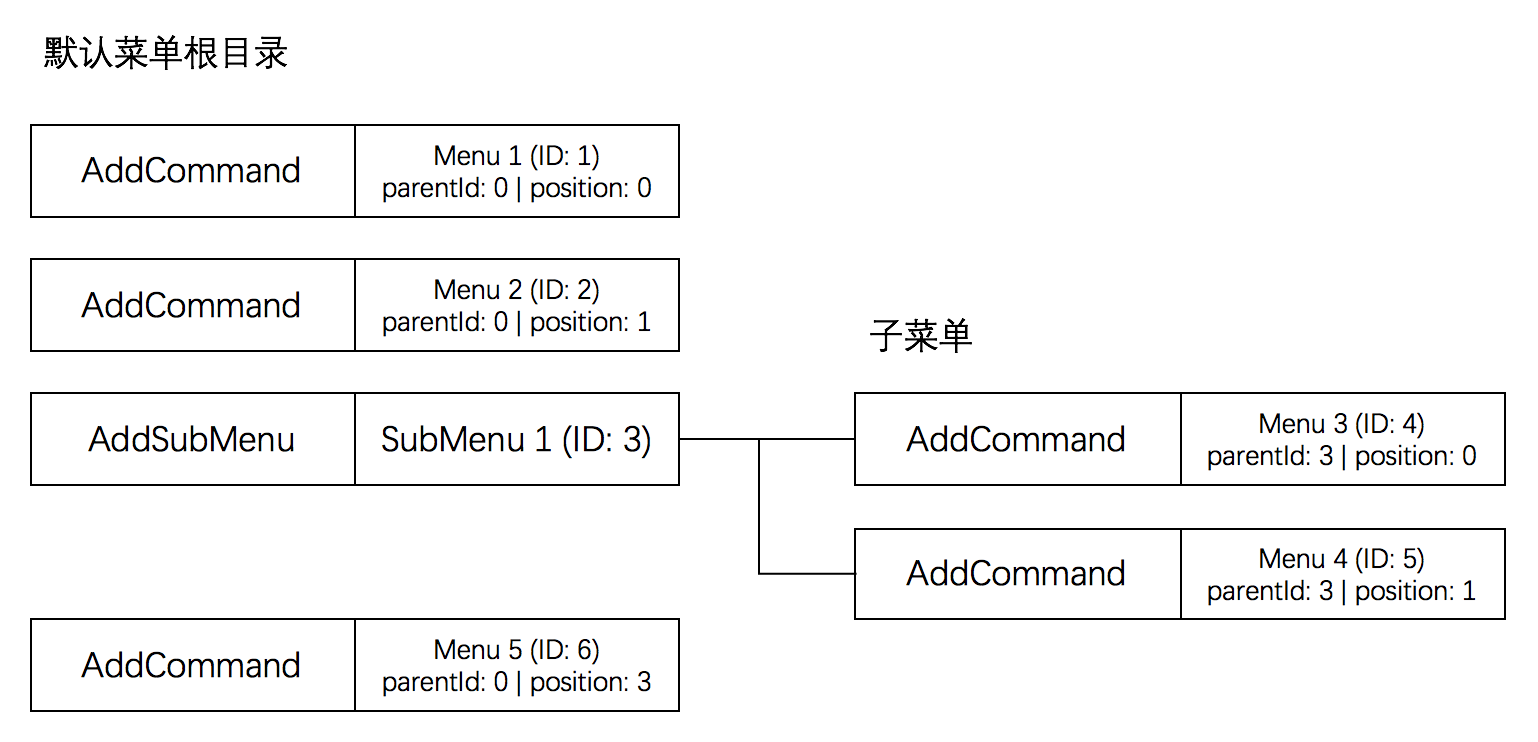 默认菜单根目录
AddCommand
Menu 1 (ID: 1)
parentId: 0 | position: 0
AddCommand
Menu 2 (ID: 2)
parentId: 0 | position: 1
子菜单
AddSubMenu
SubMenu 1 (ID: 3)
AddCommand
Menu 3 (ID: 4)
parentId: 3 | position: 0
AddCommand
Menu 4 (ID: 5)
parentId: 3 | position: 1
AddCommand
Menu 5 (ID: 6)
parentId: 0 | position: 3